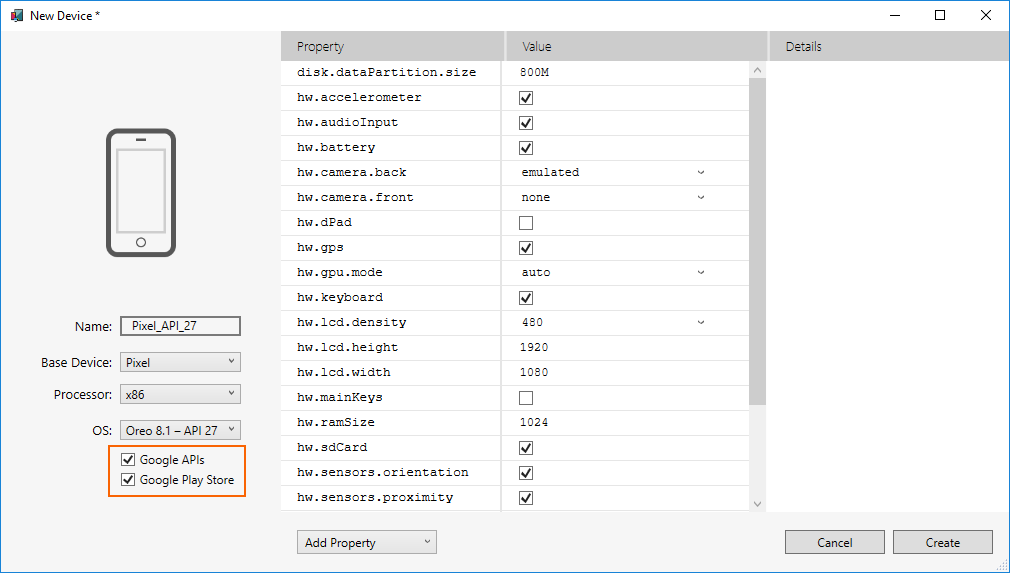 New Device *
Property Value Details
disk.dataPartition.size 800M
hw.accelerometer
hw.audioInput
hw.battery
hw.camera.back emulated
hw.camera.front none
hw.dPad
hw.gps
hw.gpu.mode auto
hw.keyboard
hw.lcd.density 480
hw.lcd.height 1920
hw.lcd.width 1080
hw.mainKeys
hw.ramSize 1024
hw.sdCard
hw.sensors.orientation
hw.sensors.proximity
Name: Pixel_API_27
Base Device: Pixel
Processor: x86
OS: Oreo 8.1 – API 27
Google APIs
Google Play Store
Add Property
Cancel
Create